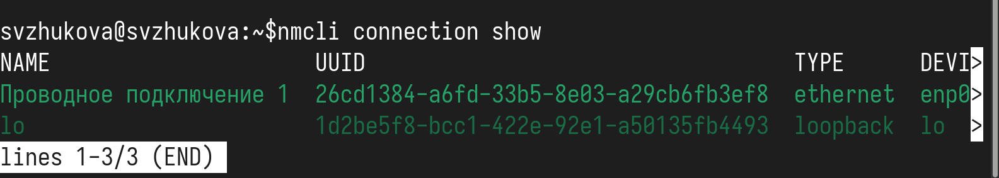 svzhukova@svzhukova:~$nmcli connection show
NAME                     UUID                                  TYPE      DEVI>
Проводное подключение 1  26cd1384-a6fd-33b5-8e03-a29cb6fb3ef8  ethernet  enp0>
lo                       1d2be5f8-bcc1-422e-92e1-a50135fb4493  loopback  lo  >
lines 1-3/3 (END)